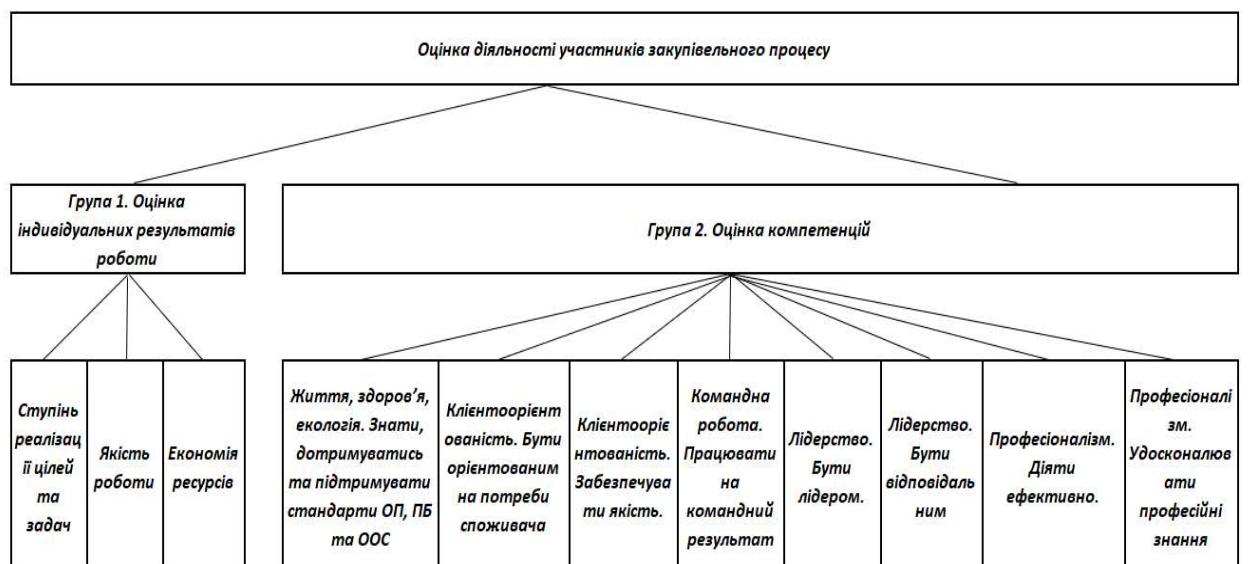 Оцінка діяльності учасників закупівельного процесу
Група 1. Оцінка
індивідуальних результатів
роботи
Група 2. Оцінка компетенцій
Ступінь
реалізац
ії цілей
та
задач
Якість
роботи
Економія
ресурсів
Життя, здоров’я,
екологія. Знати,
дотримуватись
та підтримувати
стандарти ОП, ПБ
та ООС
Клієнтоорієнт
ованість. Бути
орієнтованим
на потреби
споживача
Клієнтооріє
нтованість.
Забезпечува
ти якість.
Командна
робота.
Працювати
на
командний
результат
Лідерство.
Бути
лідером.
Лідерство.
Бути
відповідаль
ним
Професіоналізм.
Діяти
ефективно.
Професіоналі
зм.
Удосконалюв
ати
професійні
знання